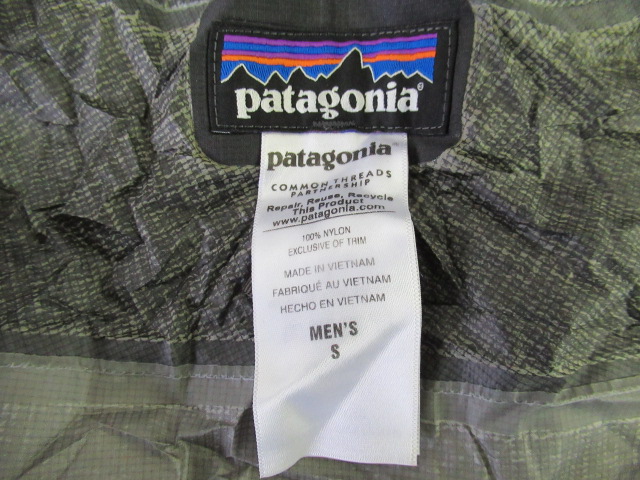 patagonia®
patagonia®
COMMON THREADS
PARTNERSHIP
Repair, Reuse, Recycle
This Product
www.patagonia.com
100% NYLON
EXCLUSIVE OF TRIM
MADE IN VIETNAM
FABRIQUÉ AU VIETNAM
HECHO EN VIETNAM
MEN'S
S